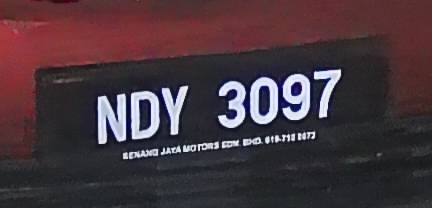 NDY 3097
SENANG JAYA MOTORS SDN. BHD.